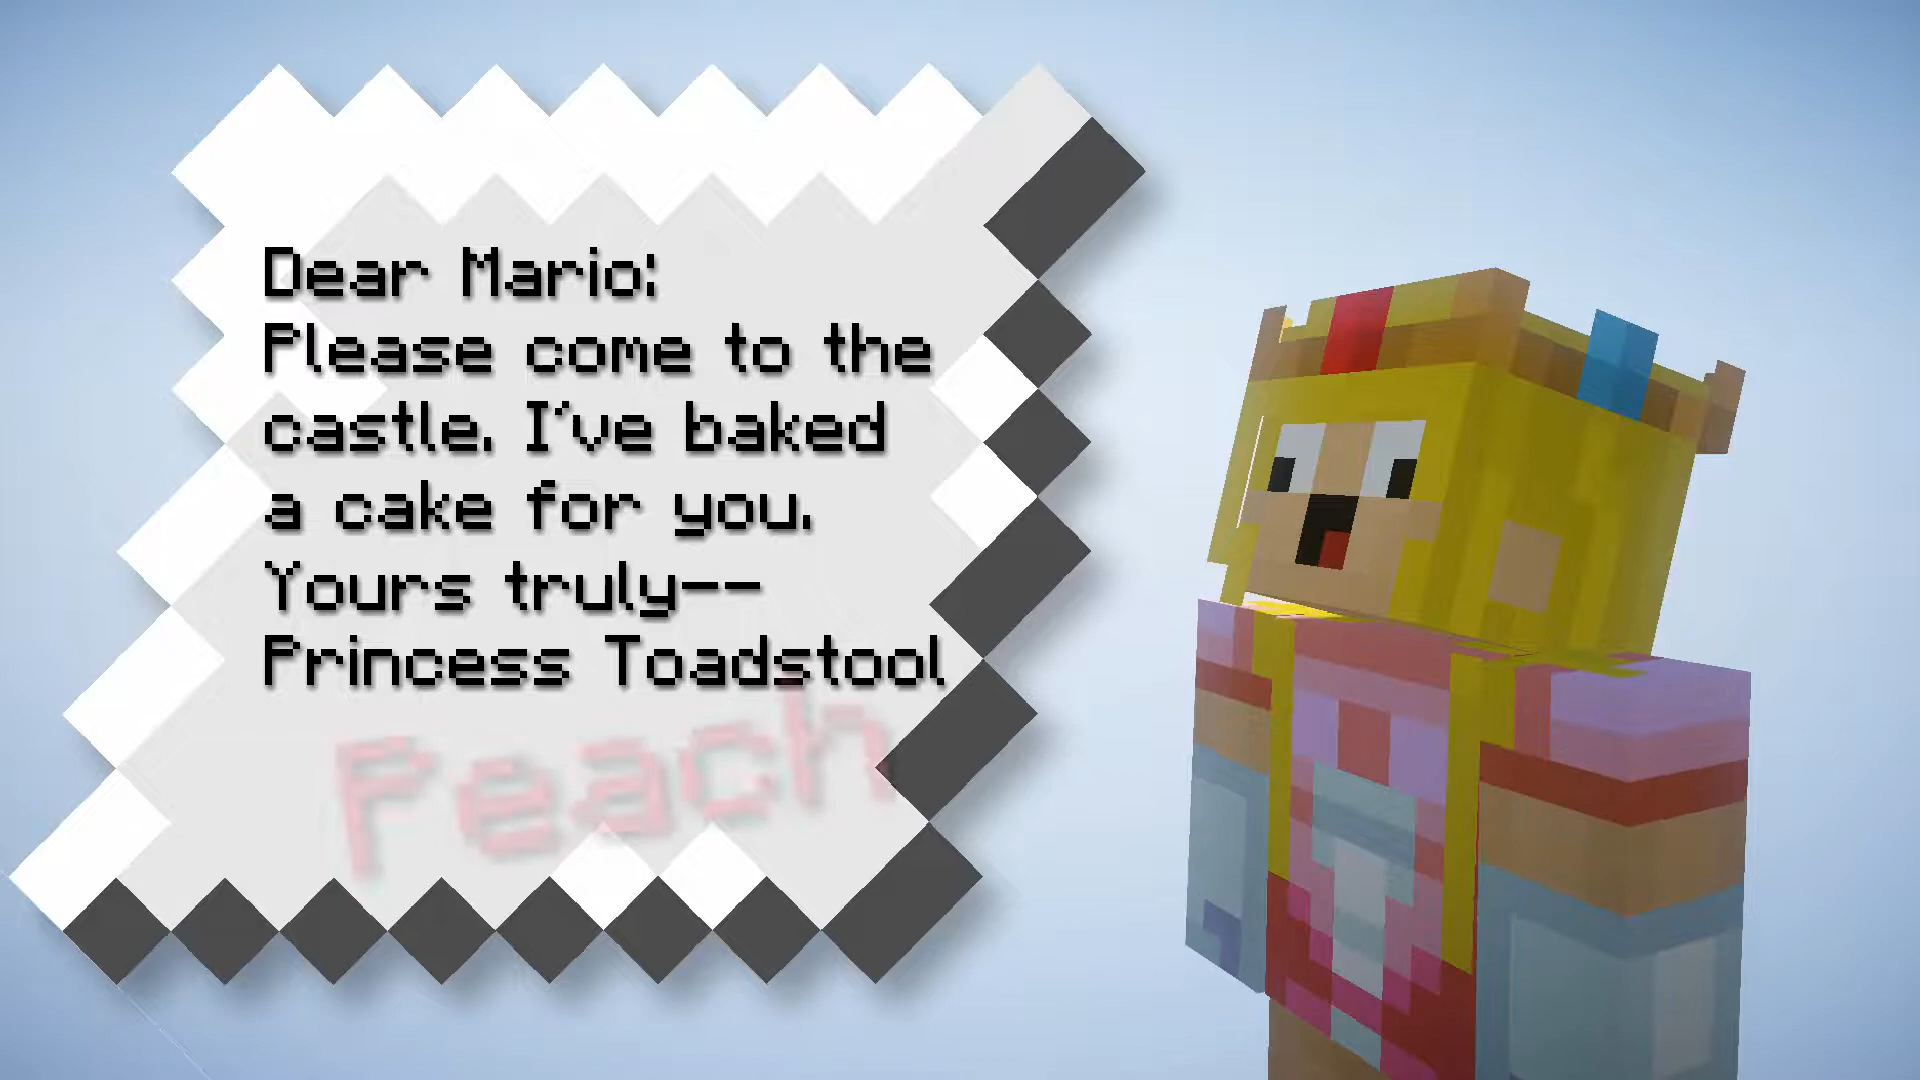 Dear Mario:
Please come to the
castle. I've baked
a cake for you.
Yours truly--
Princess Toadstool
Peach